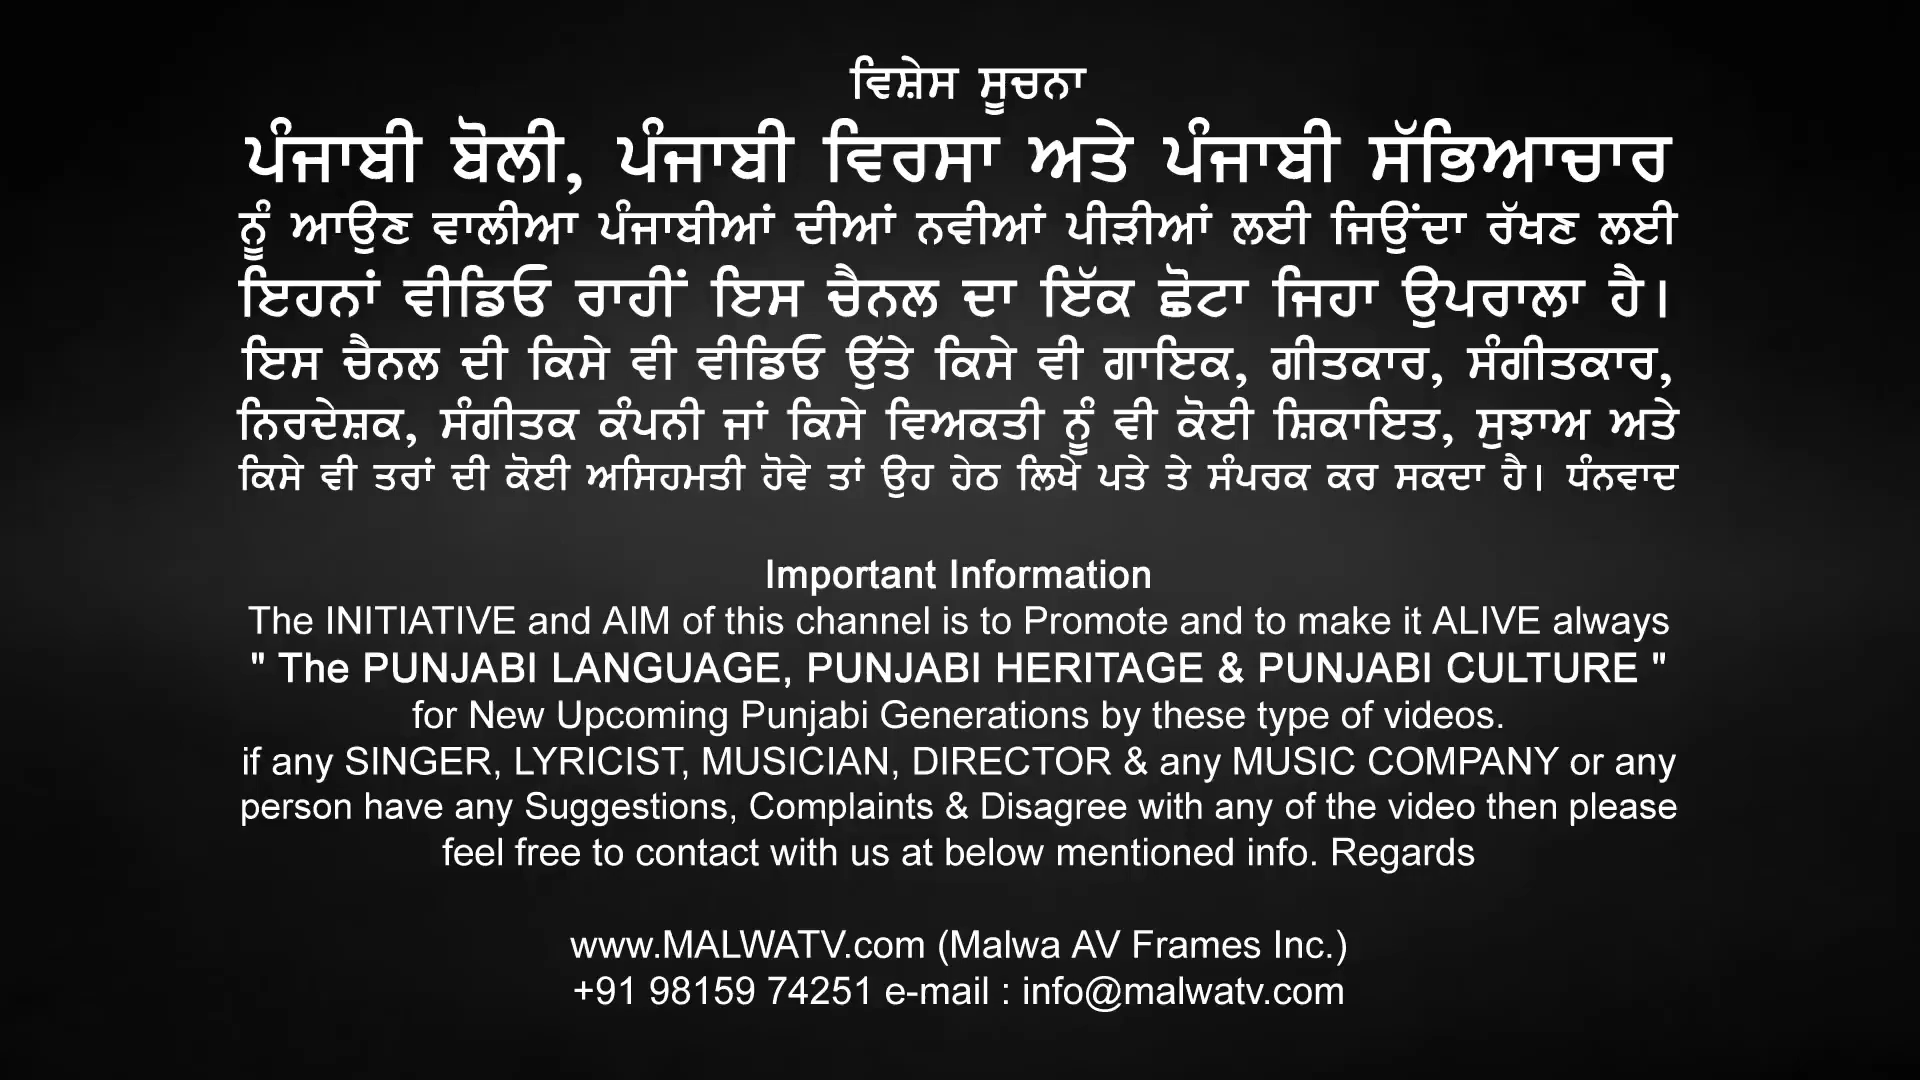 ਵਿਸ਼ੇਸ ਸੂਚਨਾ
ਪੰਜਾਬੀ ਬੋਲੀ, ਪੰਜਾਬੀ ਵਿਰਸਾ ਅਤੇ ਪੰਜਾਬੀ ਸੱਭਿਆਚਾਰ
ਨੂੰ ਆਉਣ ਵਾਲੀਆ ਪੰਜਾਬੀਆਂ ਦੀਆਂ ਨਵੀਆਂ ਪੀੜੀਆਂ ਲਈ ਜਿਉਂਦਾ ਰੱਖਣ ਲਈ
ਇਹਨਾਂ ਵੀਡਿਓ ਰਾਹੀਂ ਇਸ ਚੈਨਲ ਦਾ ਇੱਕ ਛੋਟਾ ਜਿਹਾ ਉਪਰਾਲਾ ਹੈ।
ਇਸ ਚੈਨਲ ਦੀ ਕਿਸੇ ਵੀ ਵੀਡਿਓ ਉੱਤੇ ਕਿਸੇ ਵੀ ਗਾਇਕ, ਗੀਤਕਾਰ, ਸੰਗੀਤਕਾਰ,
ਨਿਰਦੇਸ਼ਕ, ਸੰਗੀਤਕ ਕੰਪਨੀ ਜਾਂ ਕਿਸੇ ਵਿਅਕਤੀ ਨੂੰ ਵੀ ਕੋਈ ਸ਼ਿਕਾਇਤ, ਸੁਝਾਅ ਅਤੇ
ਕਿਸੇ ਵੀ ਤਰਾਂ ਦੀ ਕੋਈ ਅਸਿਹਮਤੀ ਹੋਵੇ ਤਾਂ ਉਹ ਹੇਠ ਲਿਖੇ ਪਤੇ ਤੇ ਸੰਪਰਕ ਕਰ ਸਕਦਾ ਹੈ। ਧੰਨਵਾਦ
Important Information
The INITIATIVE and AIM of this channel is to Promote and to make it ALIVE always
" The PUNJABI LANGUAGE, PUNJABI HERITAGE & PUNJABI CULTURE "
for New Upcoming Punjabi Generations by these type of videos.
if any SINGER, LYRICIST, MUSICIAN, DIRECTOR & any MUSIC COMPANY or any
person have any Suggestions, Complaints & Disagree with any of the video then please
feel free to contact with us at below mentioned info. Regards
www.MALWATV.com (Malwa AV Frames Inc.)
+91 98159 74251 e-mail : info@malwatv.com